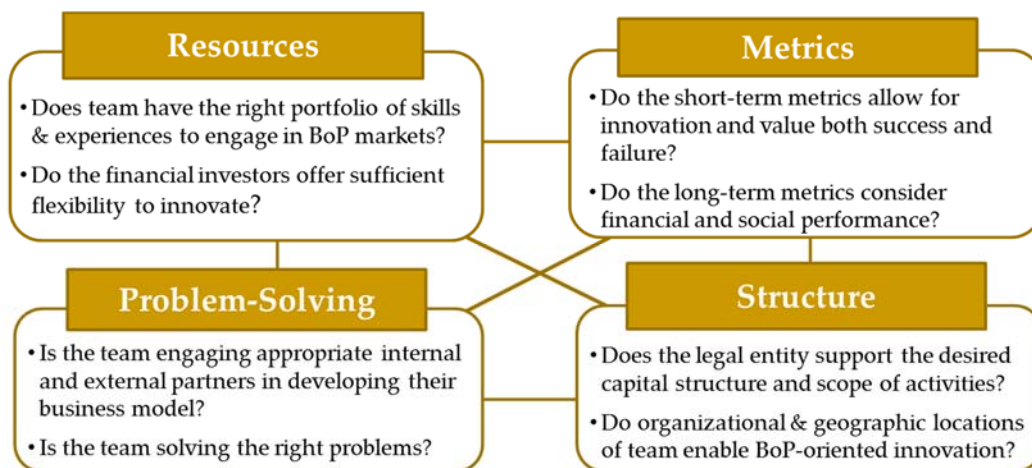 Resources
• Does team have the right portfolio of skills
& experiences to engage in BoP markets?
• Do the financial investors offer sufficient
flexibility to innovate?
Metrics
• Do the short-term metrics allow for
innovation and value both success and
failure?
• Do the long-term metrics consider
financial and social performance?
Problem-Solving
• Is the team engaging appropriate internal
and external partners in developing their
business model?
• Is the team solving the right problems?
Structure
• Does the legal entity support the desired
capital structure and scope of activities?
• Do organizational & geographic locations
of team enable BoP-oriented innovation?